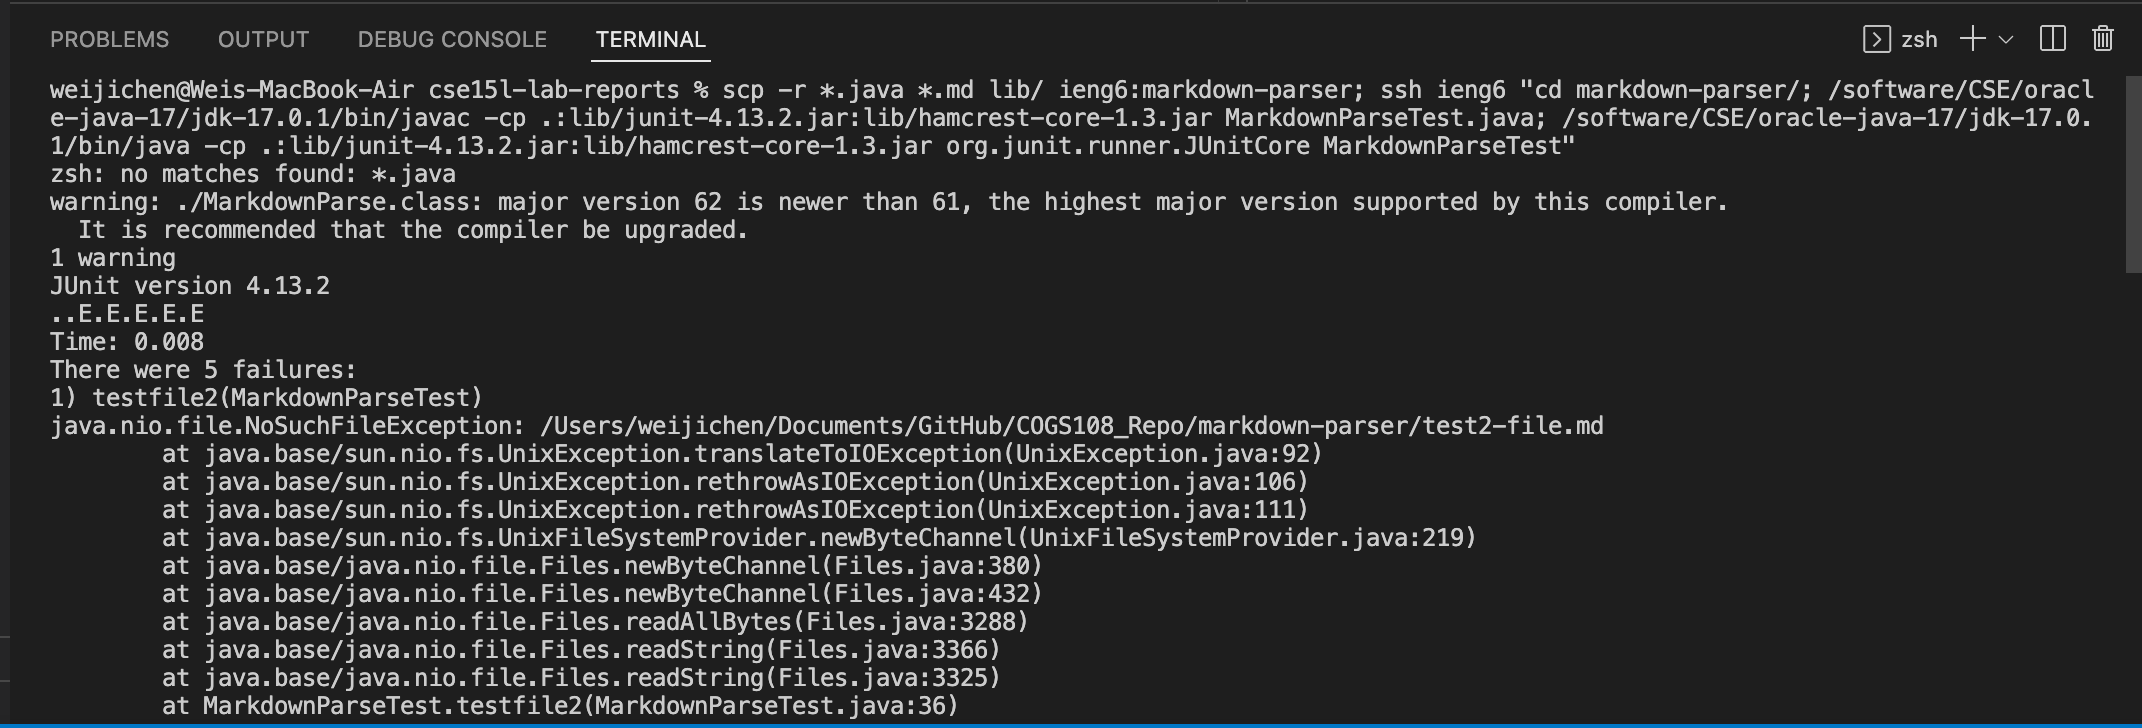 PROBLEMS OUTPUT DEBUG CONSOLE TERMINAL zsh
weijichen@Weis-MacBook-Air cse15l-lab-reports % scp -r *.java *.md lib/ ieng6:markdown-parser; ssh ieng6 "cd markdown-parser/; /software/CSE/oracl
e-java-17/jdk-17.0.1/bin/javac -cp .:lib/junit-4.13.2.jar:lib/hamcrest-core-1.3.jar MarkdownParseTest.java; /software/CSE/oracle-java-17/jdk-17.0.
1/bin/java -cp .:lib/junit-4.13.2.jar:lib/hamcrest-core-1.3.jar org.junit.runner.JUnitCore MarkdownParseTest"
zsh: no matches found: *.java
warning: ./MarkdownParse.class: major version 62 is newer than 61, the highest major version supported by this compiler.
  It is recommended that the compiler be upgraded.
1 warning
JUnit version 4.13.2
..E.E.E.E.E
Time: 0.008
There were 5 failures:
1) testfile2(MarkdownParseTest)
java.nio.file.NoSuchFileException: /Users/weijichen/Documents/GitHub/COGS108_Repo/markdown-parser/test2-file.md
        at java.base/sun.nio.fs.UnixException.translateToIOException(UnixException.java:92)
        at java.base/sun.nio.fs.UnixException.rethrowAsIOException(UnixException.java:106)
        at java.base/sun.nio.fs.UnixException.rethrowAsIOException(UnixException.java:111)
        at java.base/sun.nio.fs.UnixFileSystemProvider.newByteChannel(UnixFileSystemProvider.java:219)
        at java.base/java.nio.file.Files.newByteChannel(Files.java:380)
        at java.base/java.nio.file.Files.newByteChannel(Files.java:432)
        at java.base/java.nio.file.Files.readAllBytes(Files.java:3288)
        at java.base/java.nio.file.Files.readString(Files.java:3366)
        at java.base/java.nio.file.Files.readString(Files.java:3325)
        at MarkdownParseTest.testfile2(MarkdownParseTest.java:36)